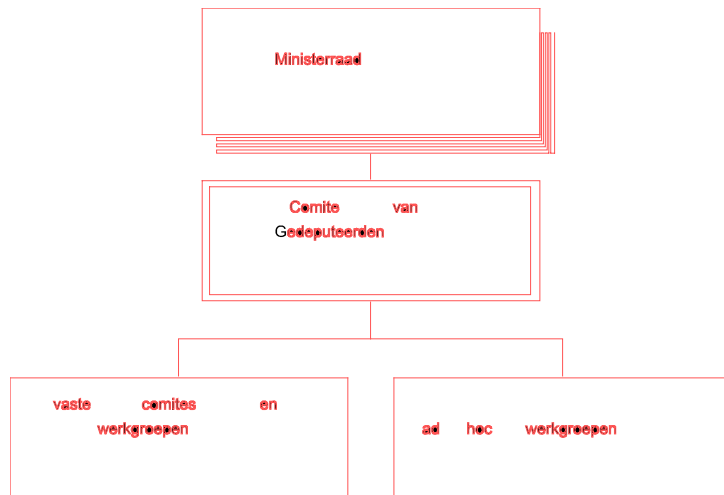 Ministerraad
Comite van
Gedeputeerden
vaste comites en
werkgroepen
ad hoc werkgroepen